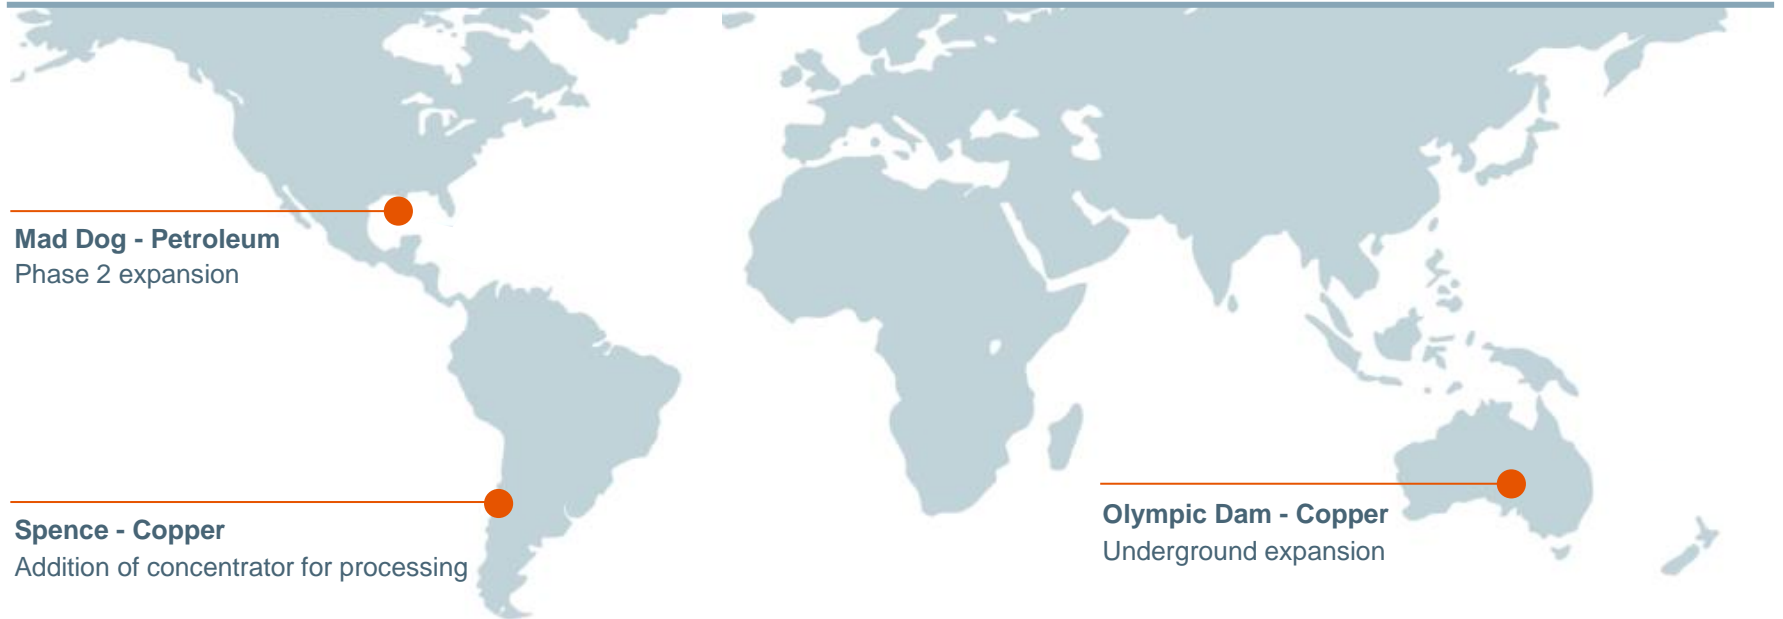 Mad Dog - Petroleum
Phase 2 expansion
Spence - Copper
Addition of concentrator for processing
Olympic Dam - Copper
Underground expansion